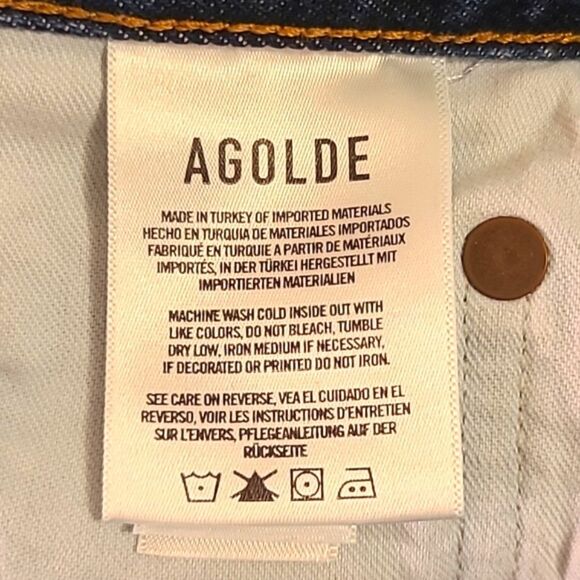 AGOLDE
MADE IN TURKEY OF IMPORTED MATERIALS
HECHO EN TURQUIA DE MATERIALES IMPORTADOS
FABRIQUÉ EN TURQUIE A PARTIR DE MATÉRIAUX
IMPORTÉS, IN DER TÜRKEI HERGESTELLT MIT
IMPORTIERTEN MATERIALIEN
MACHINE WASH COLD INSIDE OUT WITH
LIKE COLORS, DO NOT BLEACH, TUMBLE
DRY LOW, IRON MEDIUM IF NECESSARY,
IF DECORATED OR PRINTED DO NOT IRON.
SEE CARE ON REVERSE, VEA EL CUIDADO EN EL
REVERSO, VOIR LES INSTRUCTIONS D'ENTRETIEN
SUR L'ENVERS, PFLEGEANLEITUNG AUF DER
RÜCKSEITE